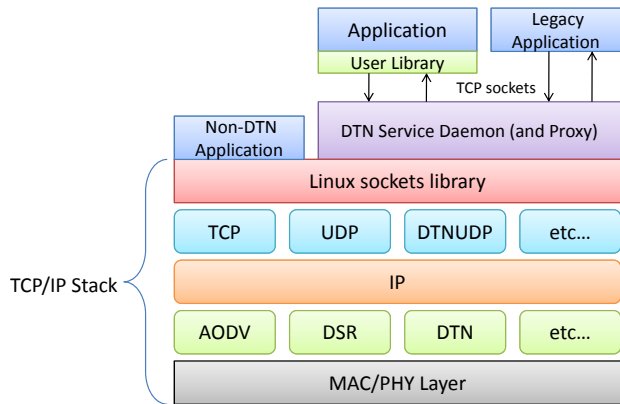 Application
User Library
Legacy
Application
TCP sockets
Non-DTN
Application
DTN Service Daemon (and Proxy)
Linux sockets library
TCP
UDP
DTNUDP
etc...
TCP/IP Stack
IP
AODV
DSR
DTN
etc...
MAC/PHY Layer